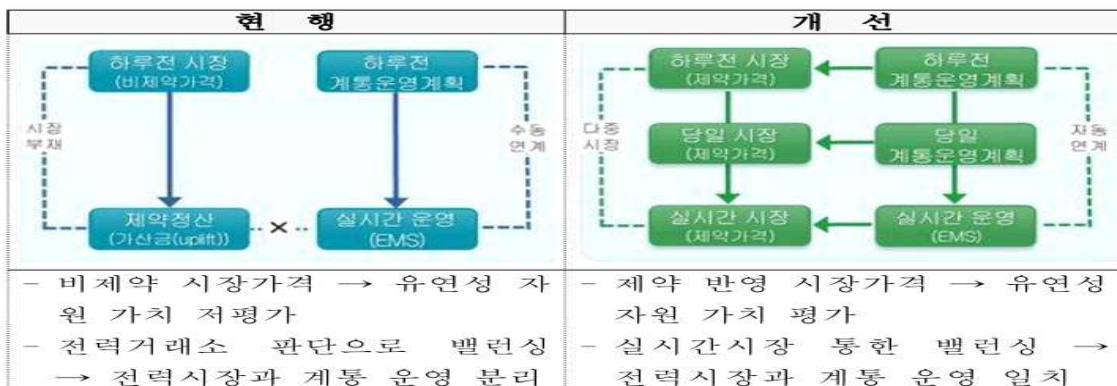 현 행
하루전 시장
(비제약가격)
하루전
계통운영계획
시장
부재
수동
연계
제약정산
(가산금(uplift))
×
실시간 운영
(EMS)
- 비제약 시장가격 → 유연성 자
원 가치 저평가
- 전력거래소 판단으로 밸런싱
→ 전력시장과 계통 운영 분리
개 선
하루전 시장
(제약가격)
하루전
계통운영계획
다중
시장
당일 시장
(제약가격)
당일
계통운영계획
자동
연계
실시간 시장
(제약가격)
실시간 운영
(EMS)
- 제약 반영 시장가격 → 유연성
자원 가치 평가
- 실시간시장 통한 밸런싱 →
전력시장과 계통 운영 일치